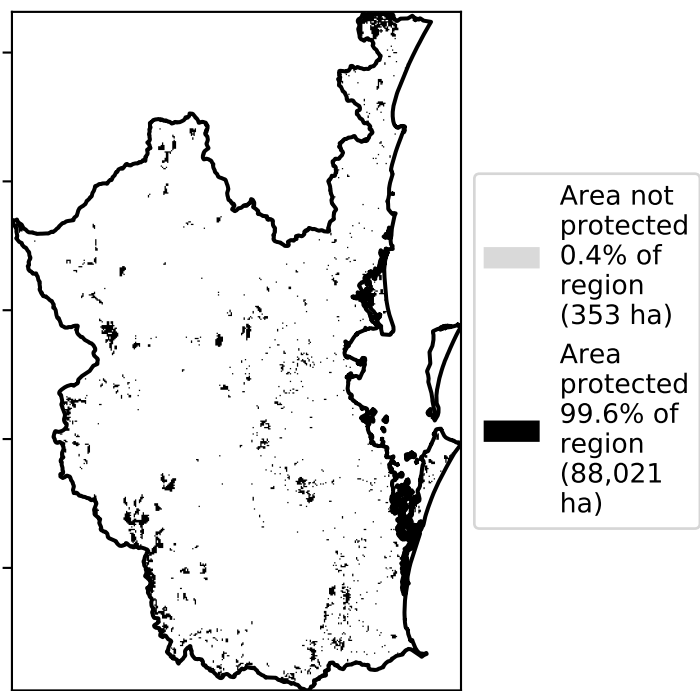 Area not
protected
0.4% of
region
(353 ha)
Area
protected
99.6% of
region
(88,021
ha)